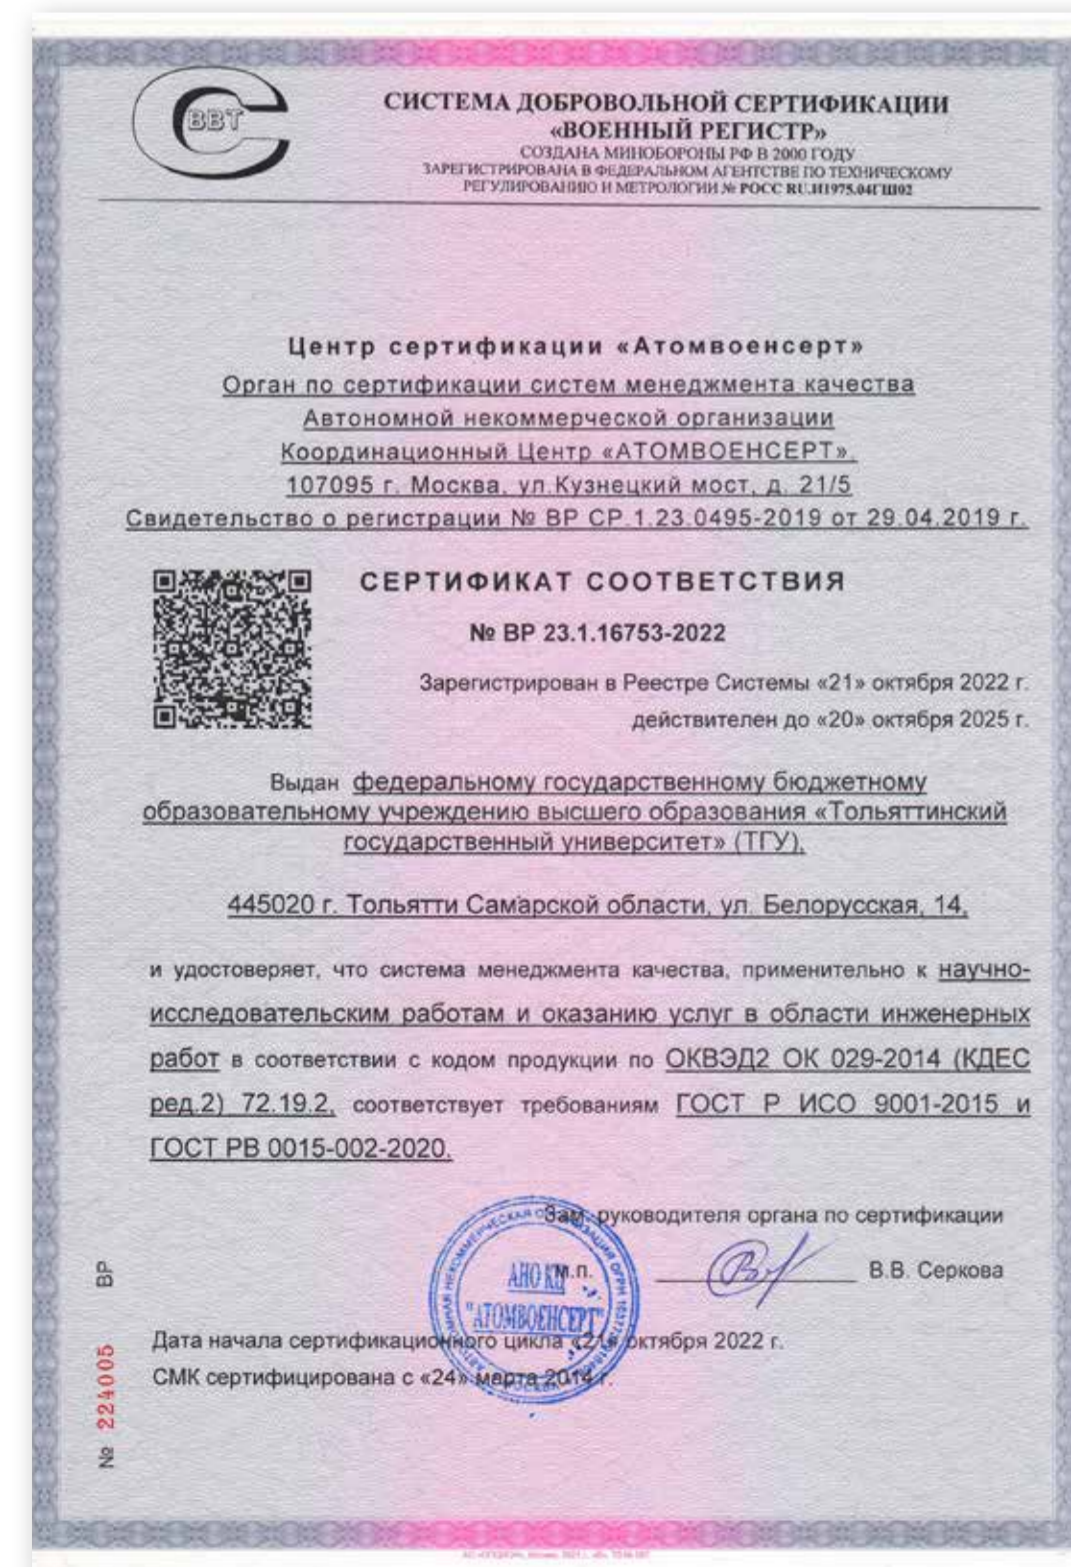 ВВТ
СИСТЕМА ДОБРОВОЛЬНОЙ СЕРТИФИКАЦИИ
«ВОЕННЫЙ РЕГИСТР»
СОЗДАНА МИНОБОРОНЫ РФ В 2000 ГОДУ
ЗАРЕГИСТРИРОВАНА В ФЕДЕРАЛЬНОМ АГЕНТСТВЕ ПО ТЕХНИЧЕСКОМУ
РЕГУЛИРОВАНИЮ И МЕТРОЛОГИИ № РОСС RU.И1975.04ГШ02
Центр сертификации «Атомвоенсерт»
Орган по сертификации систем менеджмента качества
Автономной некоммерческой организации
Координационный Центр «АТОМВОЕНСЕРТ»,
107095 г. Москва, ул.Кузнецкий мост, д. 21/5
Свидетельство о регистрации № ВР СР.1.23.0495-2019 от 29.04.2019 г.
СЕРТИФИКАТ СООТВЕТСТВИЯ
№ ВР 23.1.16753-2022
Зарегистрирован в Реестре Системы «21» октября 2022 г.
действителен до «20» октября 2025 г.
Выдан федеральному государственному бюджетному
образовательному учреждению высшего образования «Тольяттинский
государственный университет» (ТГУ),
445020 г. Тольятти Самарской области, ул. Белорусская, 14,
и удостоверяет, что система менеджмента качества, применительно к научно-
исследовательским работам и оказанию услуг в области инженерных
работ в соответствии с кодом продукции по ОКВЭД2 ОК 029-2014 (КДЕС
ред.2) 72.19.2, соответствует требованиям ГОСТ Р ИСО 9001-2015 и
ГОСТ РВ 0015-002-2020.
Зам. руководителя органа по сертификации
м.п.
В.В. Серкова
АНО КЦ
"АТОМВОЕНСЕРТ"
Дата начала сертификационного цикла «21» октября 2022 г.
СМК сертифицирована с «24» марта 2014 г.
№ 224005 ВР